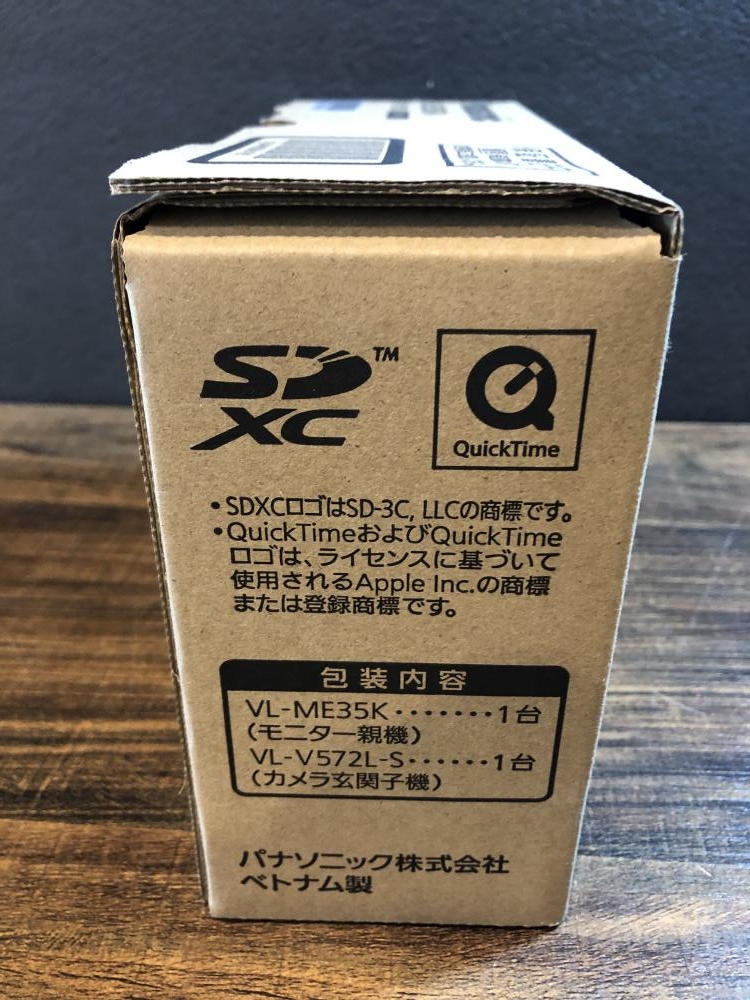 SD™
XC
QuickTime
・SDXCロゴはSD-3C, LLCの商標です。
・QuickTimeおよびQuickTime
ロゴは、ライセンスに基づいて
使用されるApple Inc.の商標
または登録商標です。
包装内容
VL-ME35K・・・・・・・1台
(モニター親機)
VL-V572L-S・・・・・・1台
(カメラ玄関子機)
パナソニック株式会社
ベトナム製